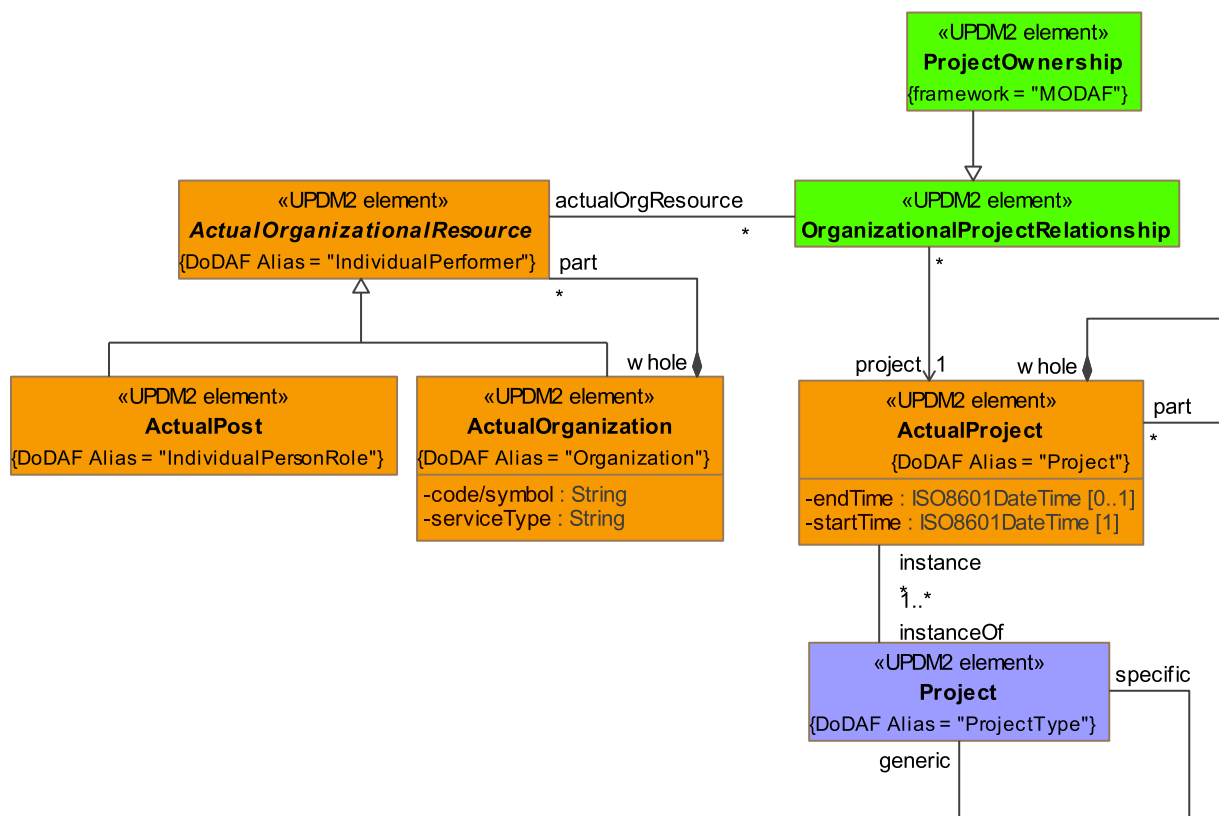 «UPDM2 element»
ProjectOwnership
{framework = "MODAF"}
«UPDM2 element»
ActualOrganizationalResource
{DoDAF Alias = "IndividualPerformer"}
actualOrgResource
*
«UPDM2 element»
OrganizationalProjectRelationship
part
*
whole
*
project
1
whole
part
*
«UPDM2 element»
ActualPost
{DoDAF Alias = "IndividualPersonRole"}
«UPDM2 element»
ActualOrganization
{DoDAF Alias = "Organization"}
-code/symbol : String
-serviceType : String
«UPDM2 element»
ActualProject
{DoDAF Alias = "Project"}
-endTime : ISO8601DateTime [0..1]
-startTime : ISO8601DateTime [1]
instance
*
1..*
instanceOf
«UPDM2 element»
Project
{DoDAF Alias = "ProjectType"}
specific
generic